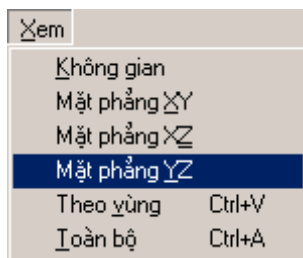 Xem
Không gian
Mặt phẳng XY
Mặt phẳng XZ
Mặt phẳng YZ
Theo vùng Ctrl+V
Toàn bộ Ctrl+A